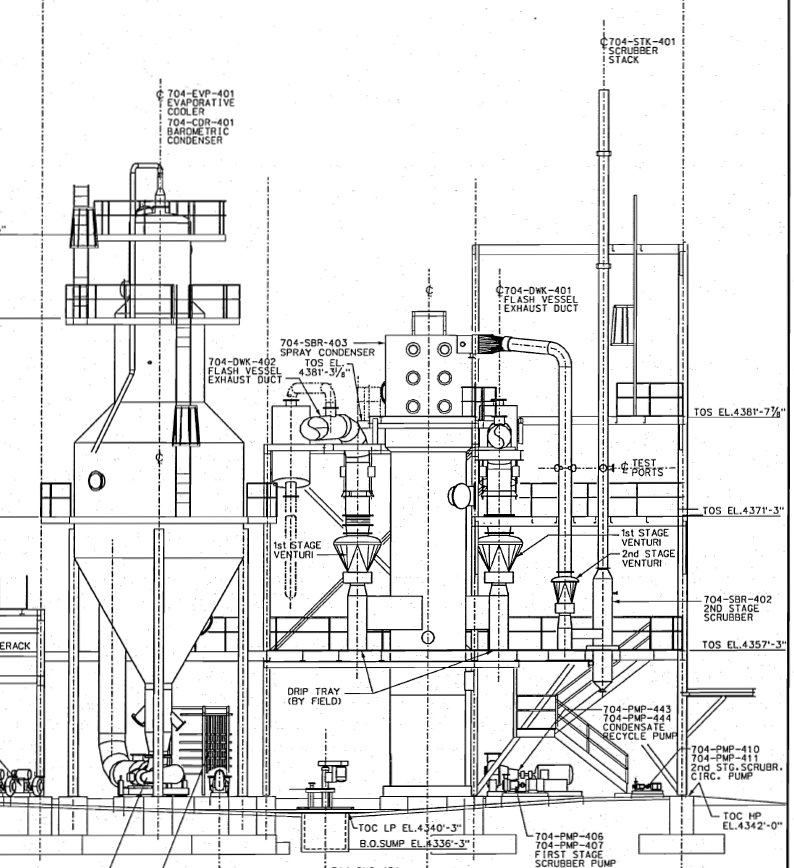 ℄ 704-STK-401
SCRUBBER
STACK
℄ 704-EVP-401
EVAPORATIVE
COOLER
704-CDR-401
BAROMETRIC
CONDENSER
℄
℄ 704-DWK-401
FLASH VESSEL
EXHAUST DUCT
704-SBR-403
SPRAY CONDENSER
TOS EL.
4381'-3⅛"
704-DWK-402
FLASH VESSEL
EXHAUST DUCT
TOS EL.4381'-7⅞"
℄
℄ TEST
PORTS
TOS EL.4371'-3"
1st STAGE
VENTURI
1st STAGE
VENTURI
2nd STAGE
VENTURI
704-SBR-402
2ND STAGE
SCRUBBER
ERACK
TOS EL.4357'-3"
DRIP TRAY
(BY FIELD)
704-PMP-443
704-PMP-444
CONDENSATE
RECYCLE PUMP
704-PMP-410
704-PMP-411
2nd STG.SCRUBR.
CIRC. PUMP
TOC HP
EL.4342'-0"
TOC LP EL.4340'-3"
B.O.SUMP EL.4336'-3"
704-PMP-406
704-PMP-407
FIRST STAGE
SCRUBBER PUMP